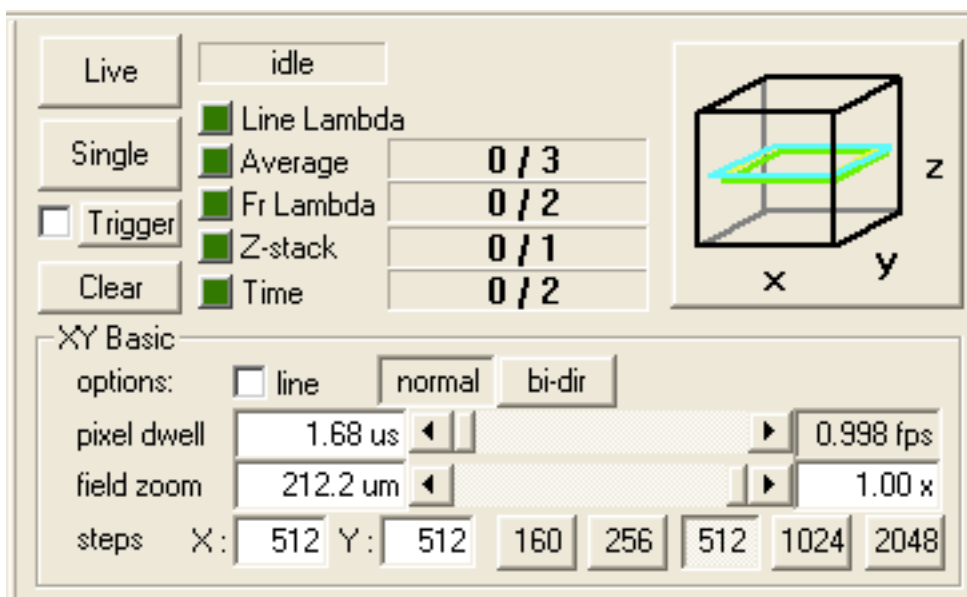 Live
idle
Line Lambda
Single
Average 0 / 3
Fr Lambda 0 / 2
Trigger
Z-stack 0 / 1
Clear
Time 0 / 2
z
x
y
XY Basic
options: line normal bi-dir
pixel dwell 1.68 us 0.998 fps
field zoom 212.2 um 1.00 x
steps X: 512 Y: 512 160 256 512 1024 2048